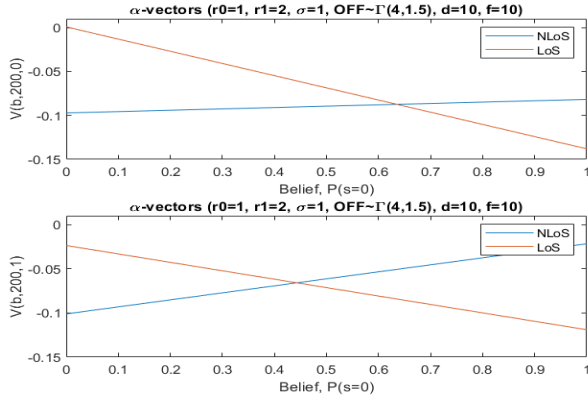 α-vectors (r0=1, r1=2, σ=1, OFF~Γ(4,1.5), d=10, f=10)
0
-0.05
-0.1
-0.15
V(b,200,0)
NLoS
LoS
0 0.1 0.2 0.3 0.4 0.5 0.6 0.7 0.8 0.9 1
Belief, P(s=0)
α-vectors (r0=1, r1=2, σ=1, OFF~Γ(4,1.5), d=10, f=10)
0
-0.05
-0.1
-0.15
V(b,200,1)
NLoS
LoS
0 0.1 0.2 0.3 0.4 0.5 0.6 0.7 0.8 0.9 1
Belief, P(s=0)